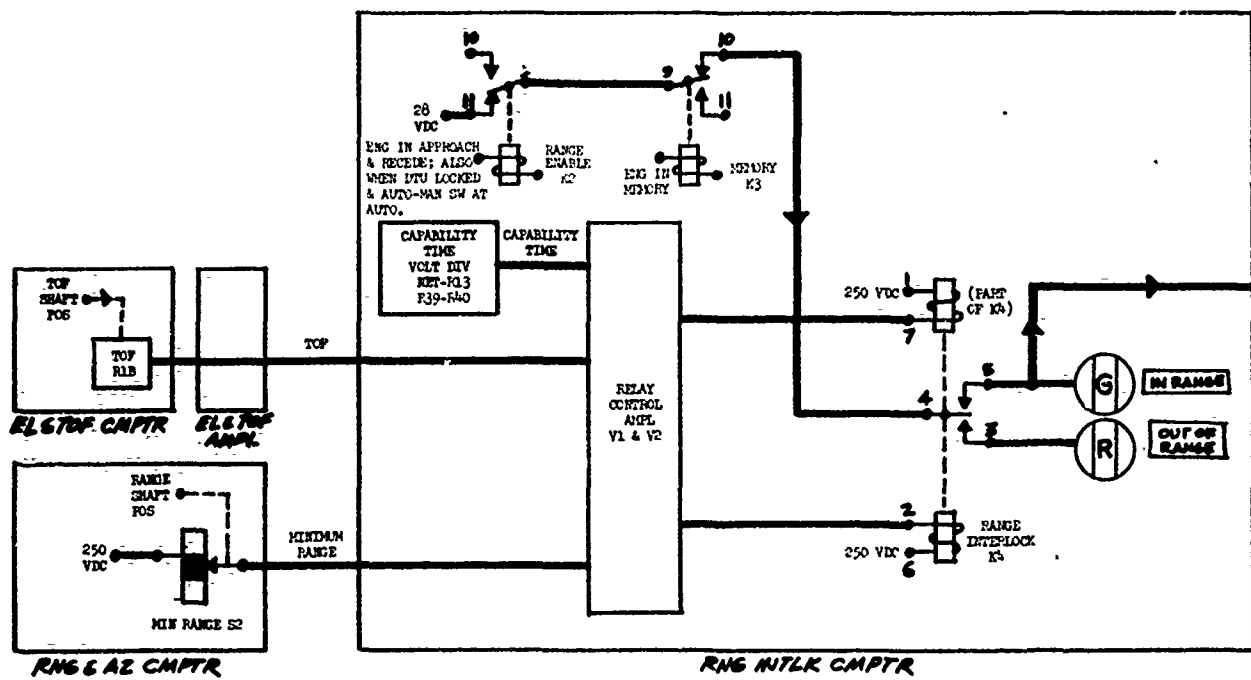 10
11
28
VDC
9
10
11
ENG IN APPROACH
& RECEDE; ALSO
WHEN DTU LOCKED
& AUTO-MAN SW AT
AUTO.
RANGE
ENABLE
K2
ENG IN
MEMORY
MEMORY
K3
CAPABILITY
TIME
VOLT DIV
NET-R13
R39-R40
CAPABILITY
TIME
TOF
SHAFT
POS
TOF
R1B
TOF
EL & TOF CMPTR
EL & TOF
AMPL
RELAY
CONTROL
AMPL
V1 & V2
1
250 VDC
7
(PART
OF K4)
4
5
3
G
IN RANGE
R
OUT OF
RANGE
2
250 VDC
6
RANGE
INTERLOCK
K4
RANGE
SHAFT
POS
250
VDC
MIN RANGE S2
MINIMUM
RANGE
RNG & AZ CMPTR
RNG INTLK CMPTR